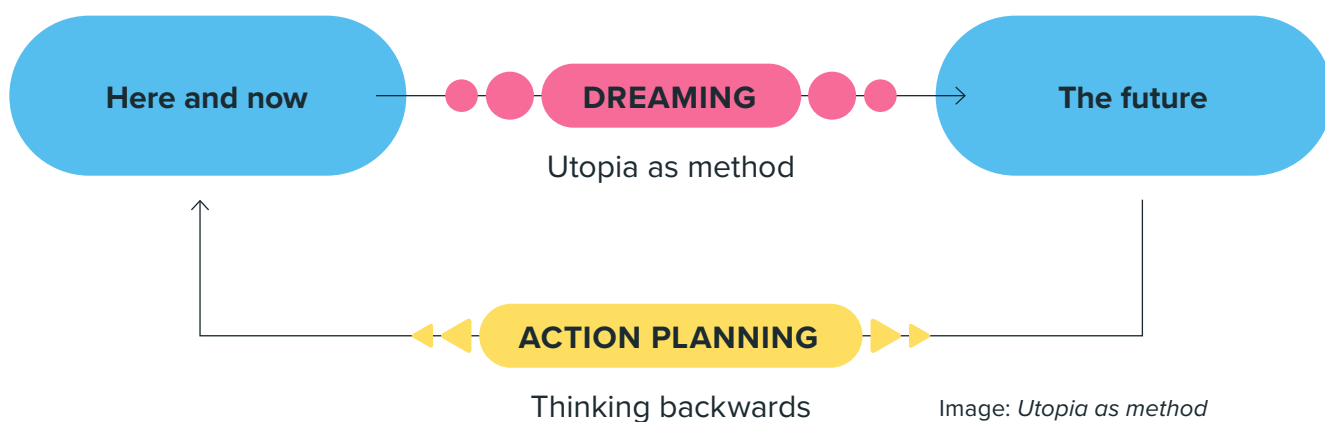 Here and now
DREAMING
The future
Utopia as method
ACTION PLANNING
Thinking backwards
Image: Utopia as method